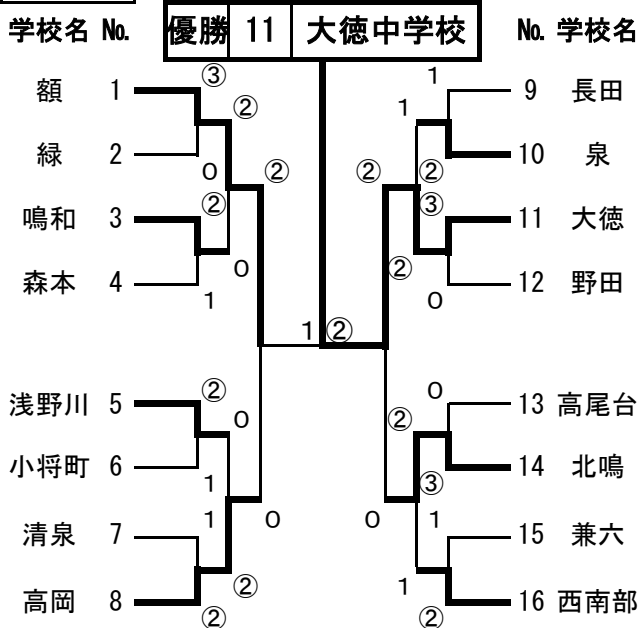 学校名 No. 優勝 11 大徳中学校 No. 学校名
③ 1
額 1 ② 1 9 長田
緑 2 10 泉
0 ② ② ②
鳴和 3 ② ③ 11 大徳
0 ②
森本 4 12 野田
1 0
1 ②
② 0
浅野川 5 13 高尾台
0 ②
小将町 6 14 北鳴
1 ③
1 0 0 1
清泉 7 15 兼六
② 1
高岡 8 16 西南部
② ②